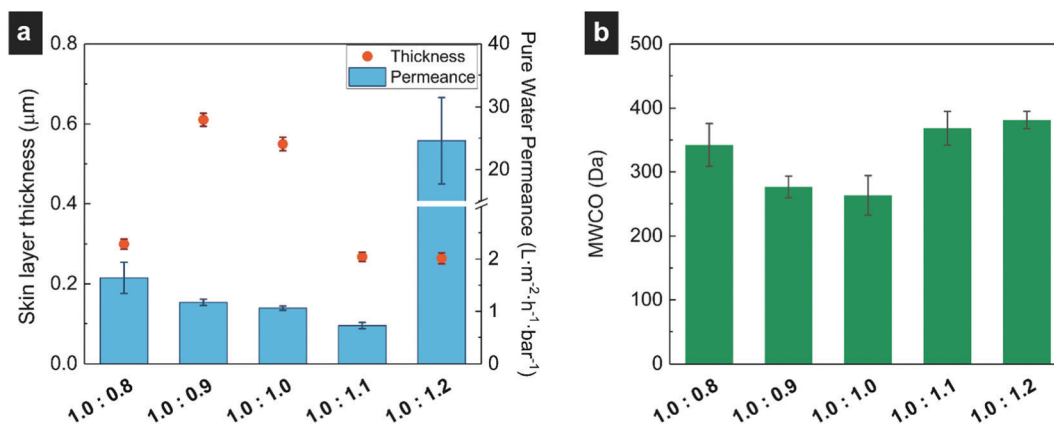 a
0.8
0.6
0.4
0.2
0.0
Skin layer thickness (μm)
Thickness
Permeance
40
30
20
2
1
0
Pure Water Permeance (L·m⁻²·h⁻¹·bar⁻¹)
1.0 : 0.8
1.0 : 0.9
1.0 : 1.0
1.0 : 1.1
1.0 : 1.2
b
500
400
300
200
100
0
MWCO (Da)
1.0 : 0.8
1.0 : 0.9
1.0 : 1.0
1.0 : 1.1
1.0 : 1.2